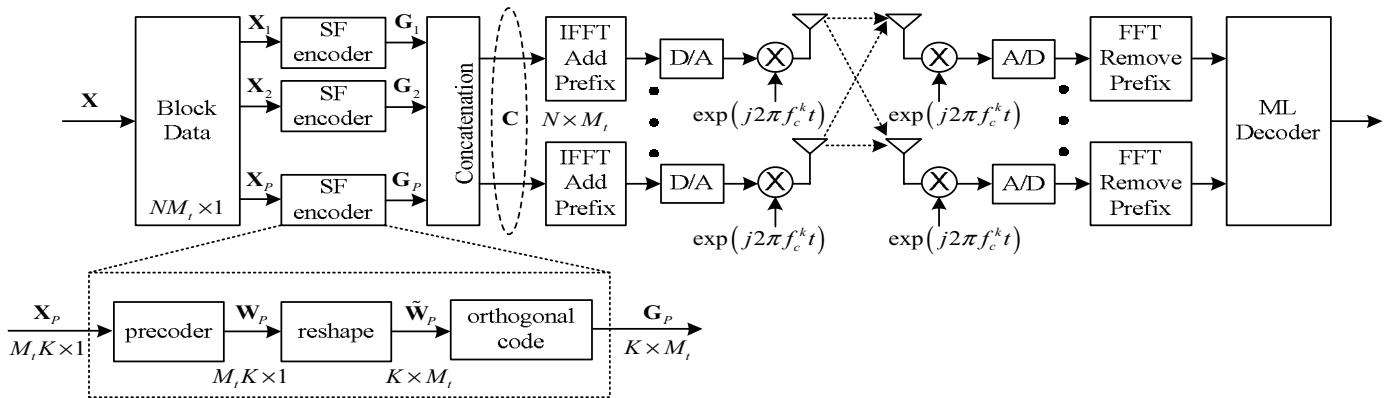 X
Block
Data
NM_t × 1
X_1
X_2
X_P
SF
encoder
SF
encoder
SF
encoder
G_1
G_2
G_P
Concatenation
C
IFFT
Add
Prefix
N × M_t
IFFT
Add
Prefix
D/A
D/A
exp(j2πf_c^k t)
exp(j2πf_c^k t)
exp(j2πf_c^k t)
exp(j2πf_c^k t)
A/D
A/D
FFT
Remove
Prefix
FFT
Remove
Prefix
ML
Decoder
X_P
M_t K × 1
precoder
W_P
M_t K × 1
reshape
W̃_P
K × M_t
orthogonal
code
G_P
K × M_t